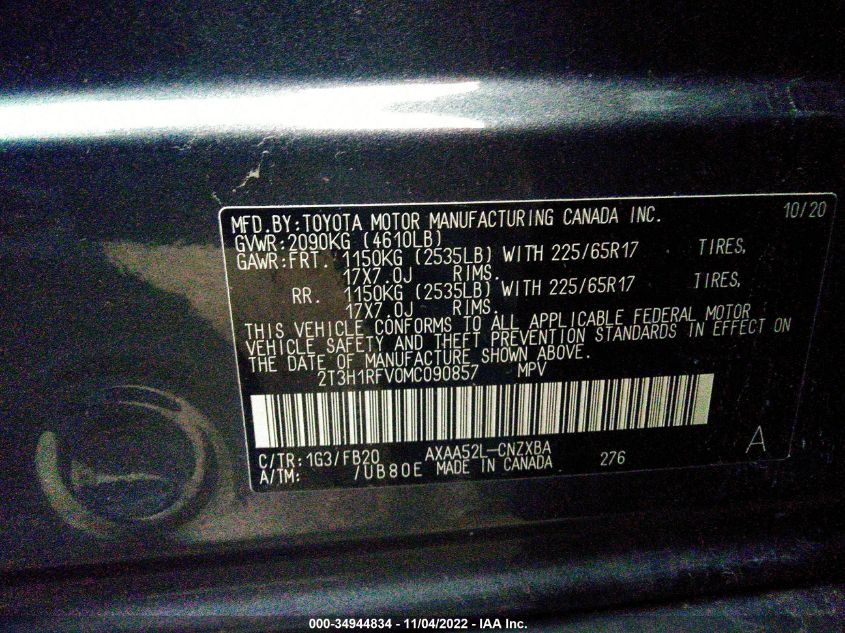 MFD.BY:TOYOTA MOTOR MANUFACTURING CANADA INC. 10/20
GVWR:2090KG (4610LB)
GAWR:FRT. 1150KG (2535LB) WITH 225/65R17 TIRES,
17X7.0J RIMS.
RR. 1150KG (2535LB) WITH 225/65R17 TIRES,
17X7.0J RIMS.
THIS VEHICLE CONFORMS TO ALL APPLICABLE FEDERAL MOTOR
VEHICLE SAFETY AND THEFT PREVENTION STANDARDS IN EFFECT ON
THE DATE OF MANUFACTURE SHOWN ABOVE.
2T3H1RFV0MC090857 MPV
C/TR:1G3/FB20 AXAA52L-CNZXBA A
A/TM: /UB80E MADE IN CANADA 276
000-34944834 - 11/04/2022 - IAA Inc.